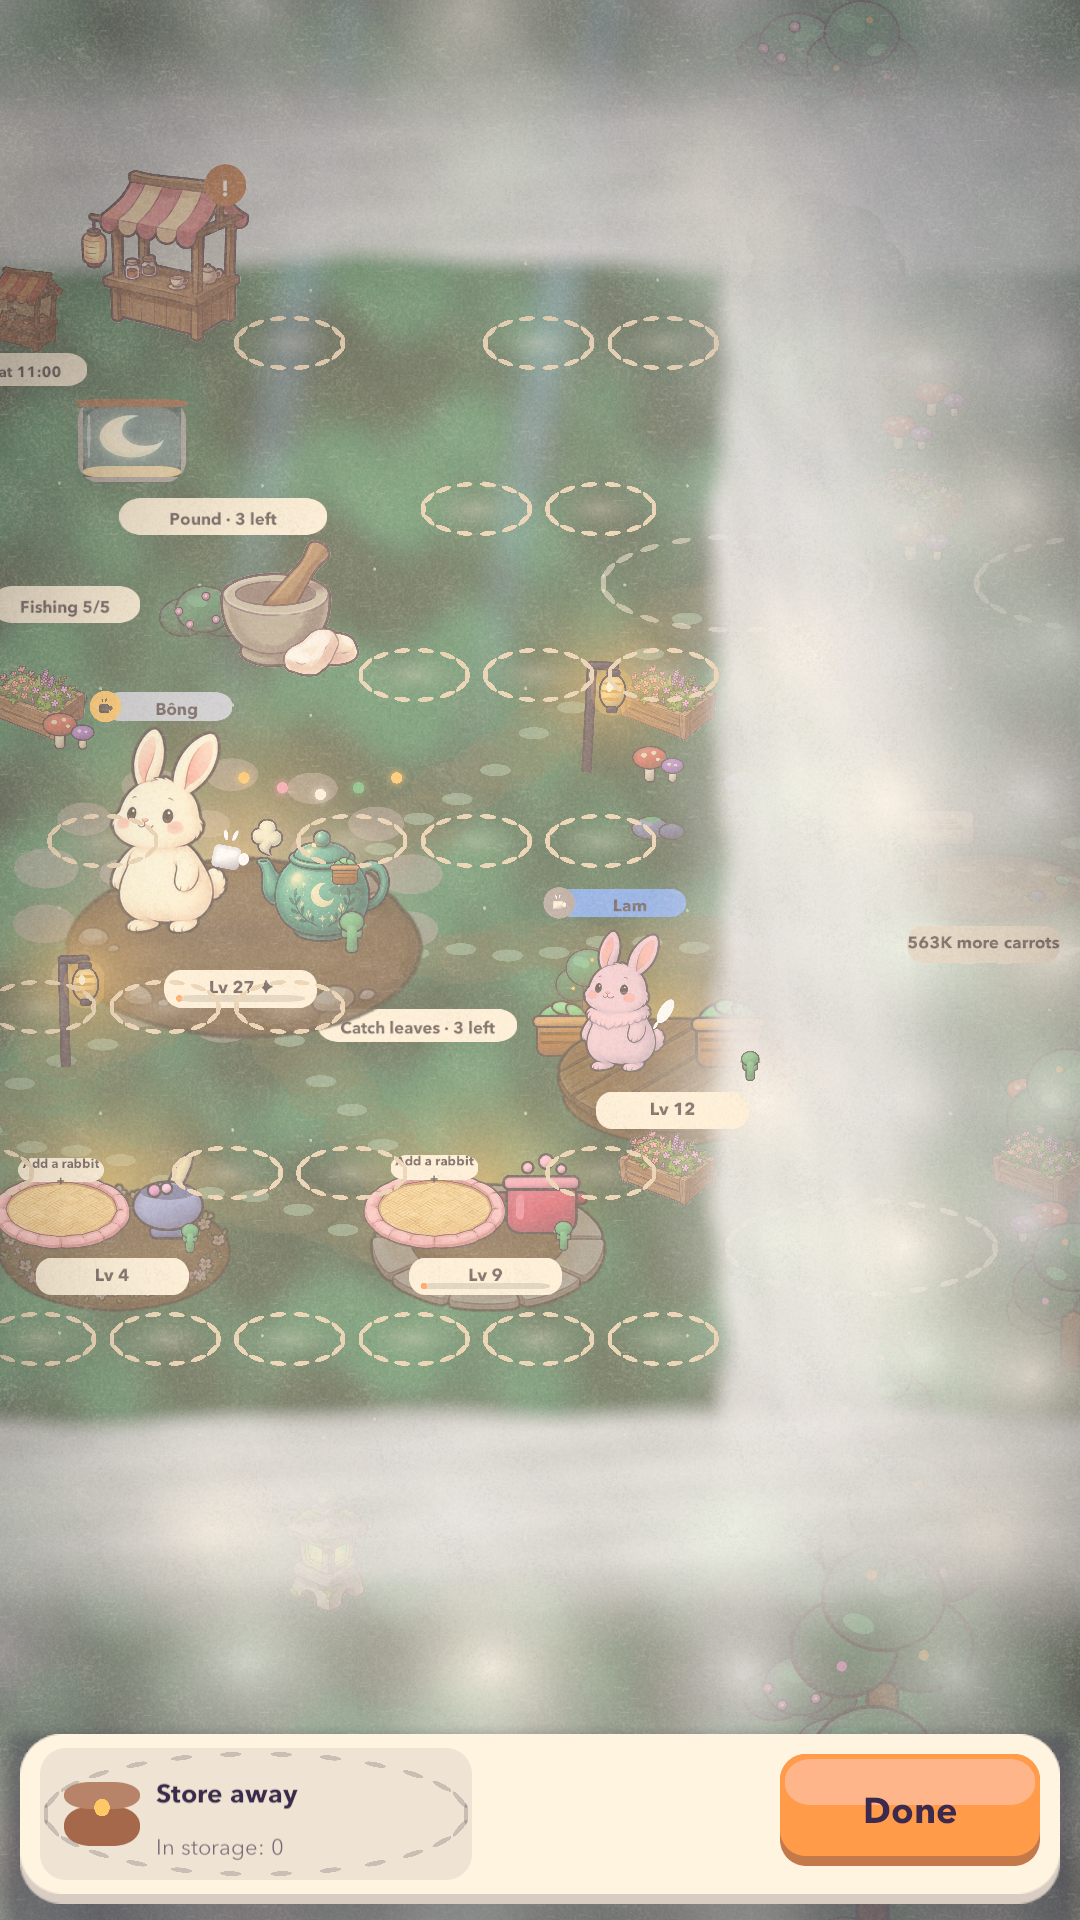 !
at 11:00
Pound · 3 left
Fishing 5/5
Bông
Lam
563K more carrots
Lv 27
Catch leaves · 3 left
Lv 12
dd a rabbit
+
dd a rabbit
+
Lv 4
Lv 9
Store away
In storage: 0
Done